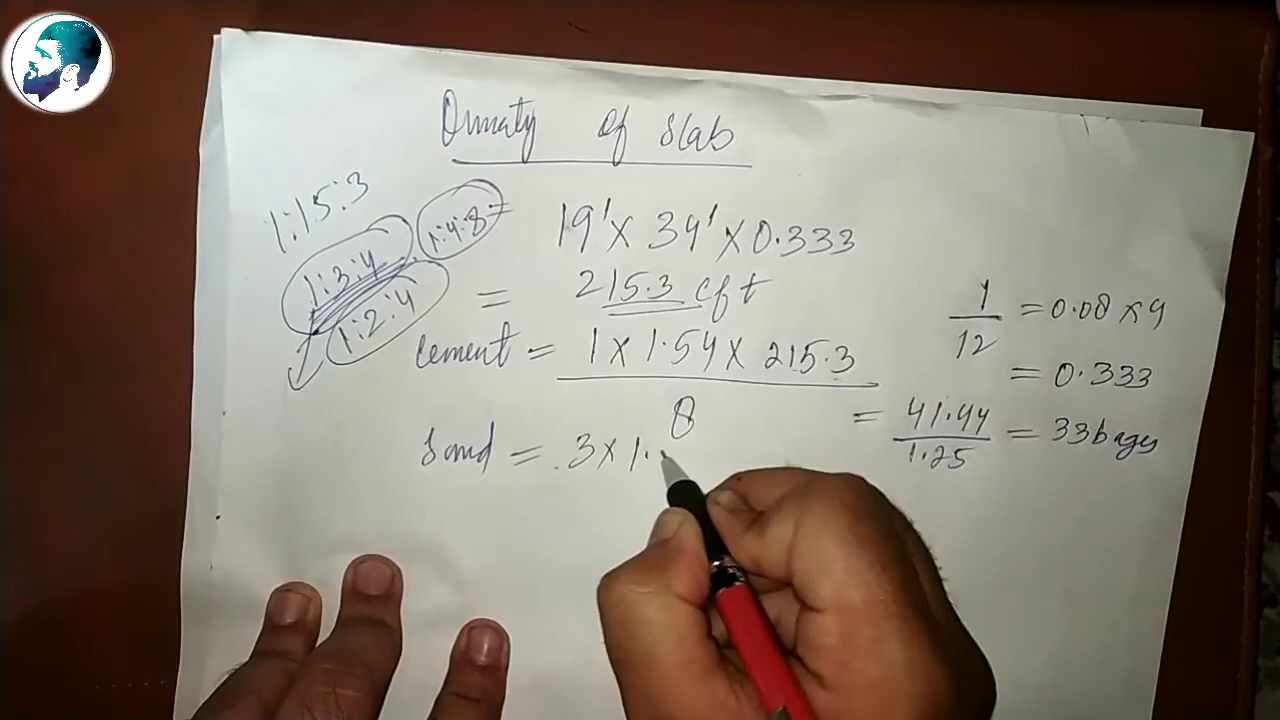 Qunaty of slab
1:1.5:3
1:4:8 =
19' x 34' x 0.333
1:3:4
= 215.3 cft
1:2:4
1/12 = 0.08 x 4
= 0.333
cement = 1 x 1.54 x 215.3
8
= 41.44/1.25 = 33bags
sand = 3 x 1.